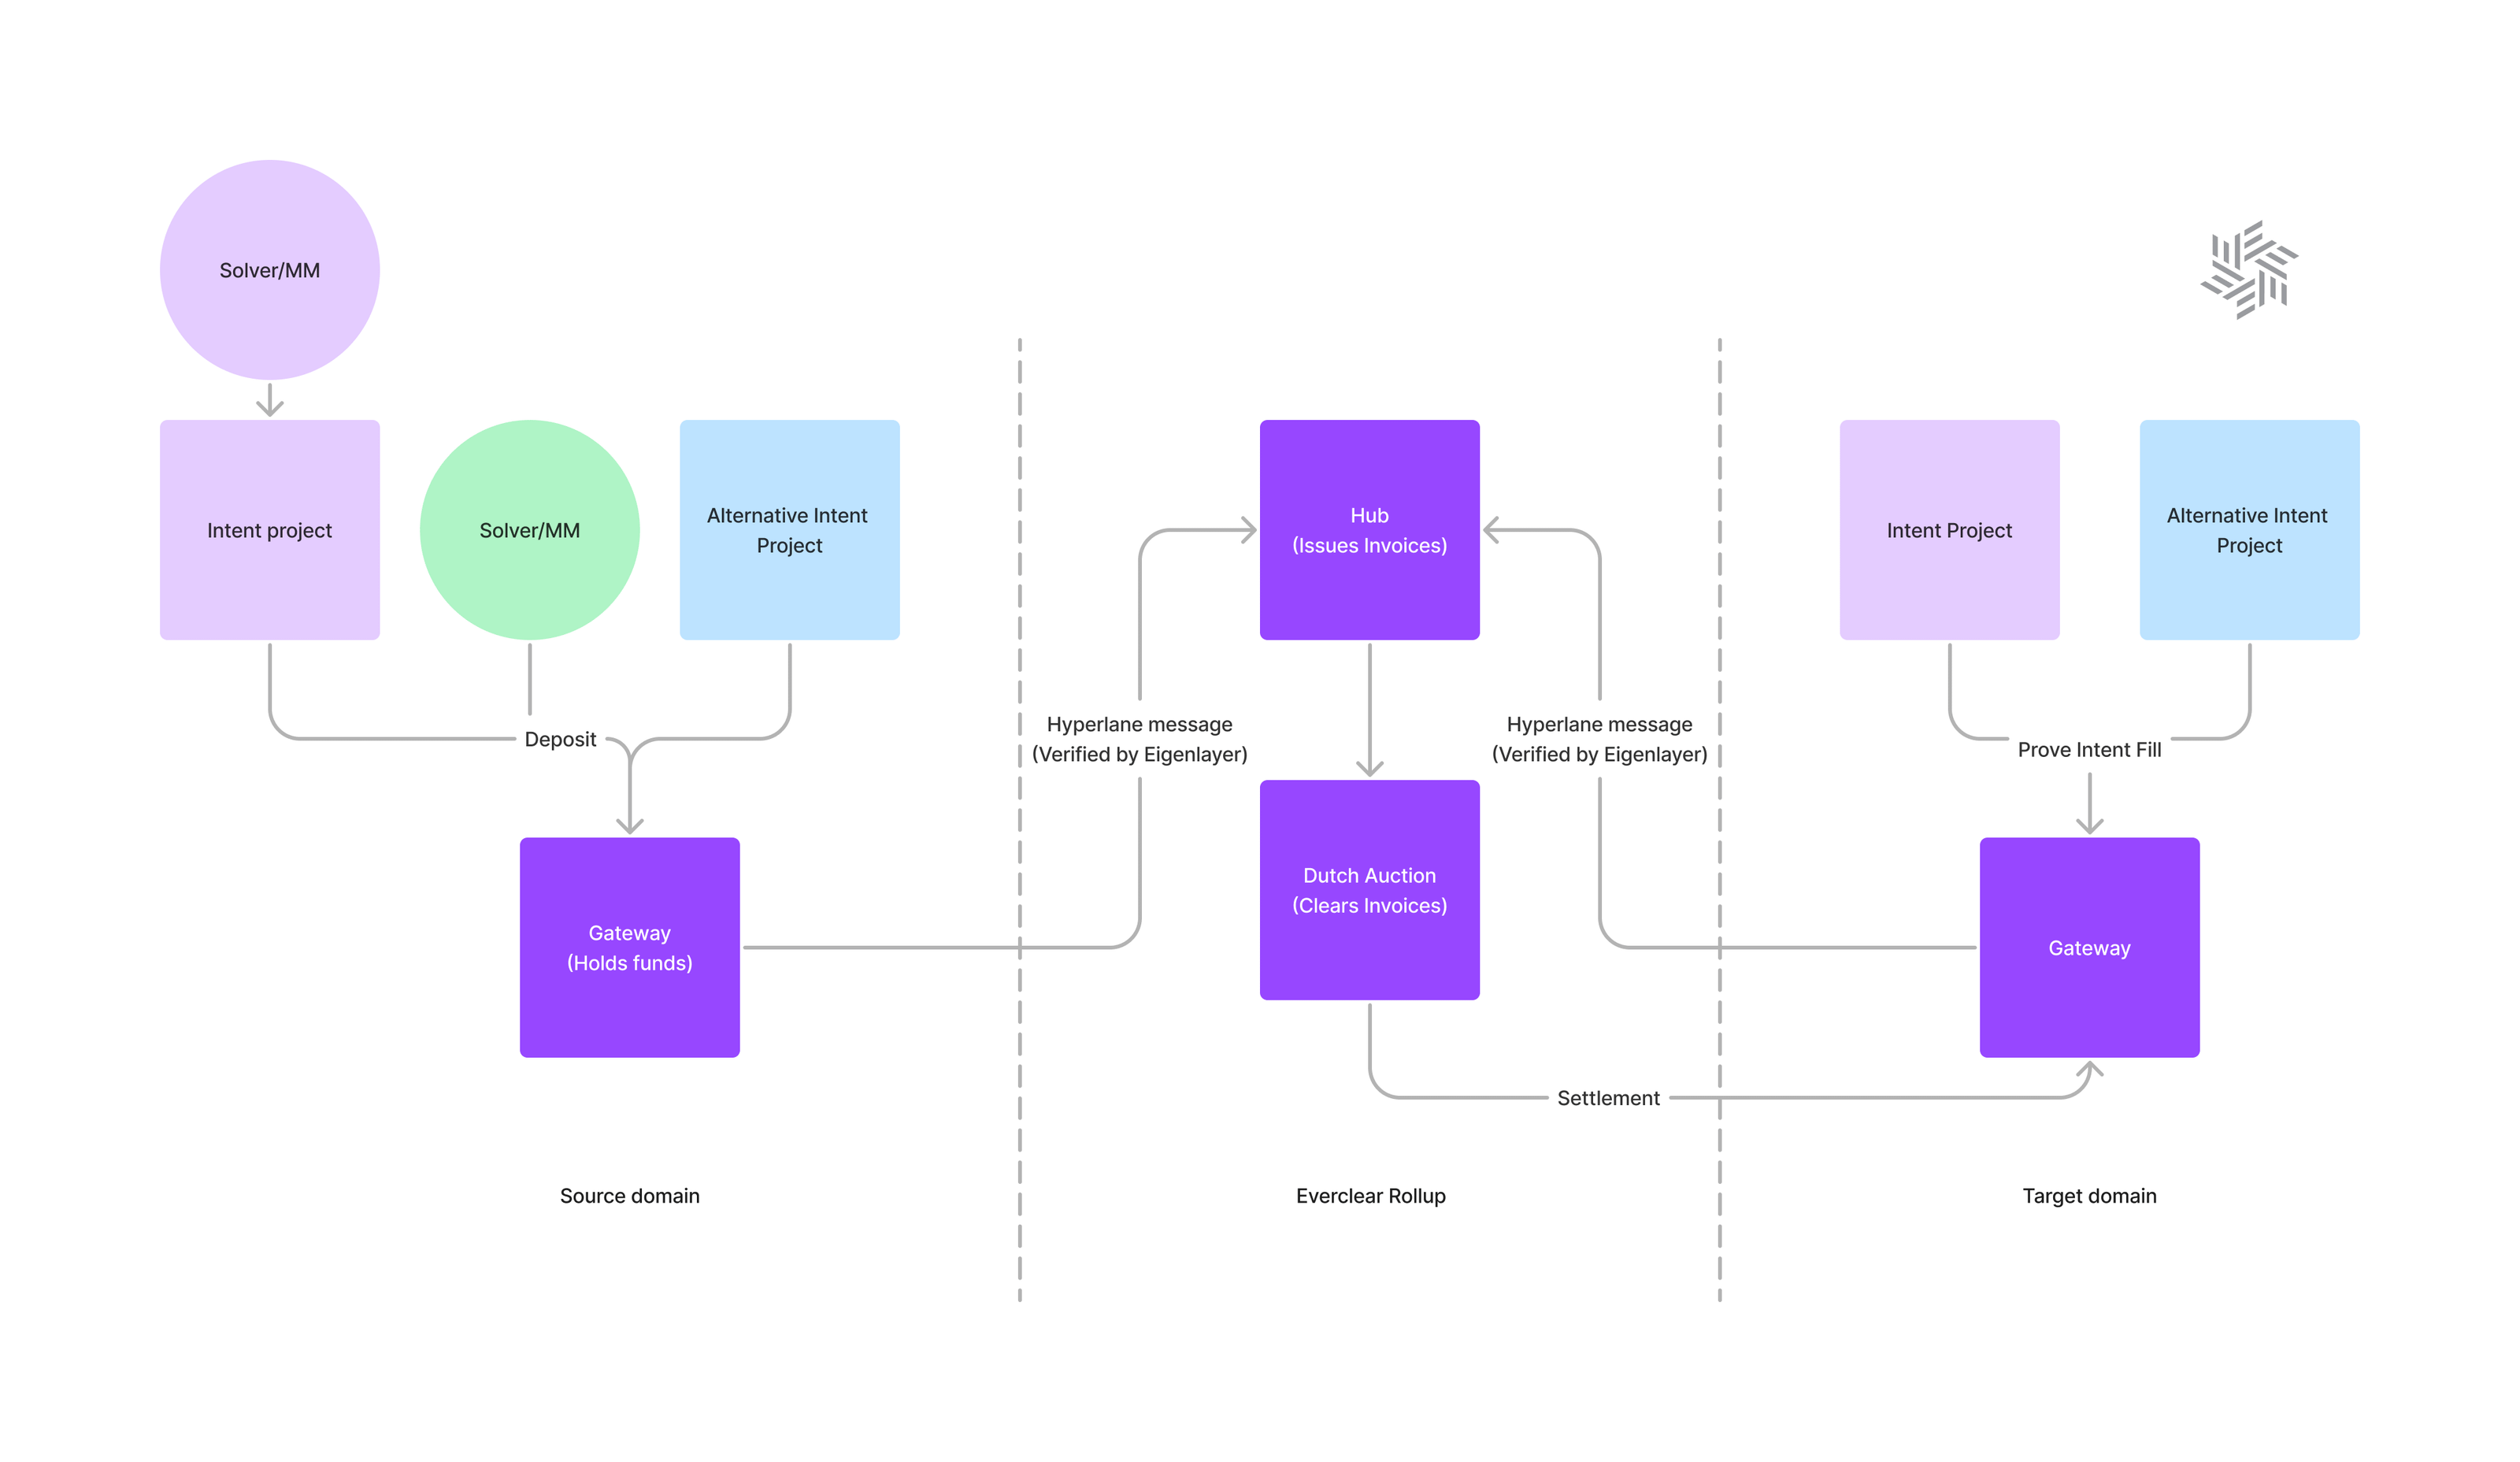 Solver/MM
Intent project
Solver/MM
Alternative Intent
Project
Deposit
Gateway
(Holds funds)
Source domain
Hyperlane message
(Verified by Eigenlayer)
Hub
(Issues Invoices)
Hyperlane message
(Verified by Eigenlayer)
Dutch Auction
(Clears Invoices)
Settlement
Everclear Rollup
Intent Project
Alternative Intent
Project
Prove Intent Fill
Gateway
Target domain